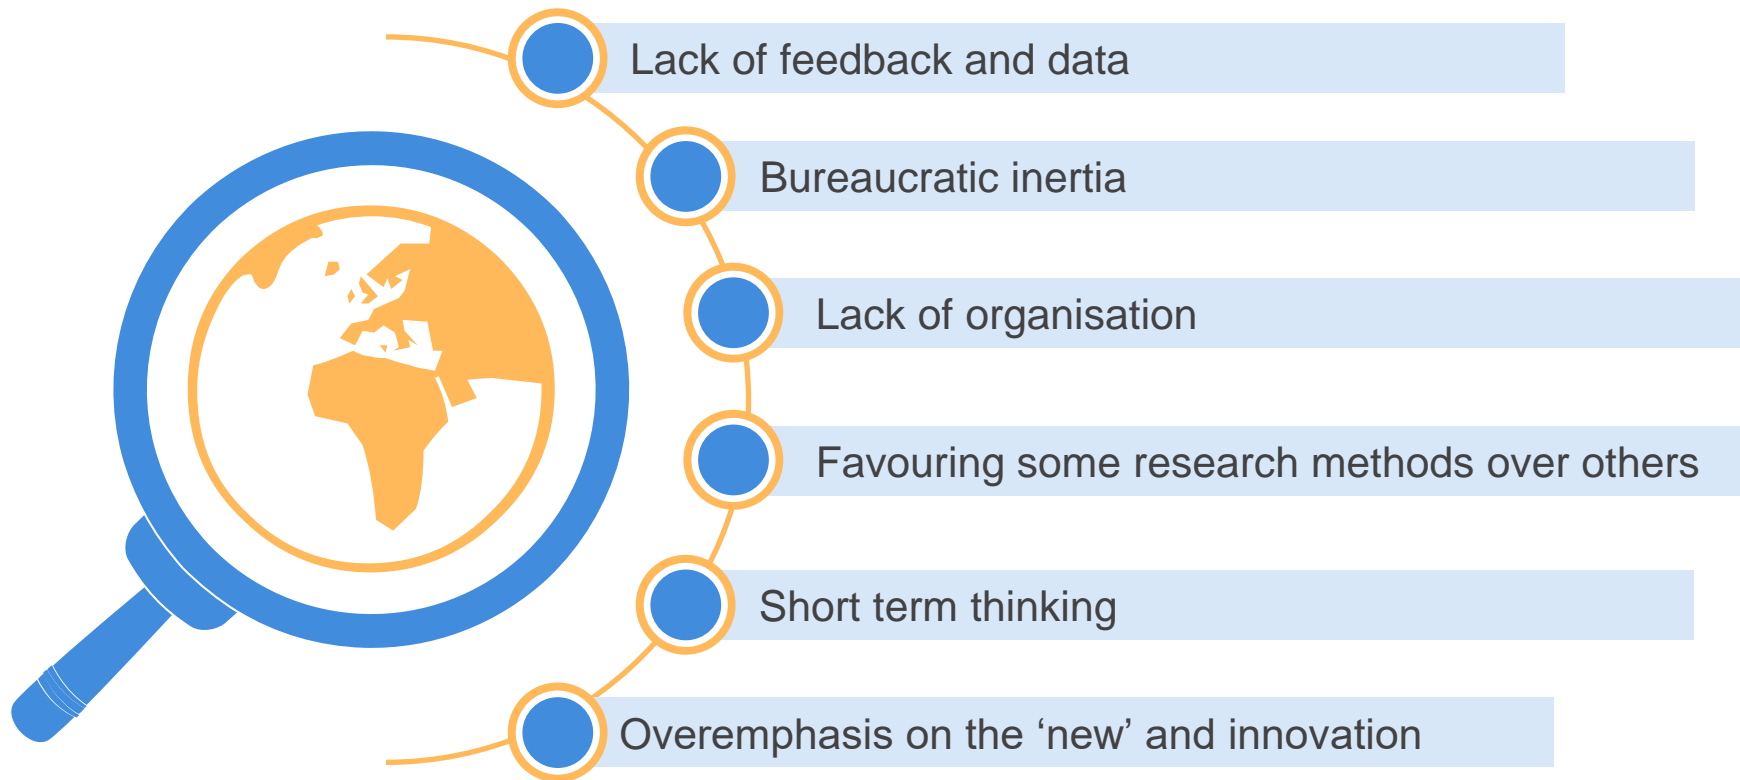 Lack of feedback and data
Bureaucratic inertia
Lack of organisation
Favouring some research methods over others
Short term thinking
Overemphasis on the ‘new’ and innovation